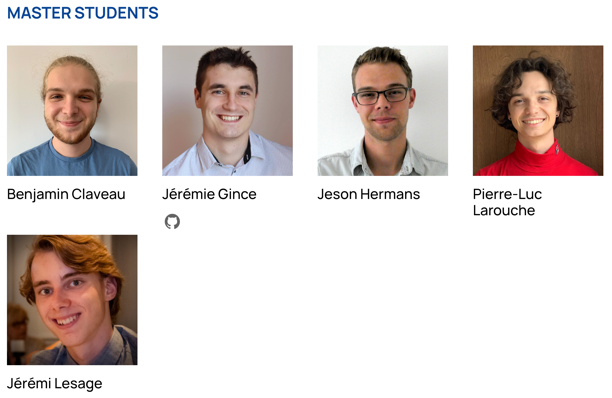 MASTER STUDENTS
Benjamin Claveau
Jérémie Gince
Jeson Hermans
Pierre-Luc
Larouche
Jérémi Lesage